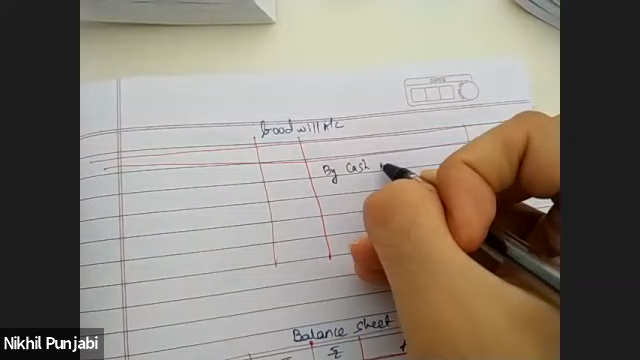 DATE
Goodwill A/c
By Cash
Balance sheet
Nikhil Punjabi